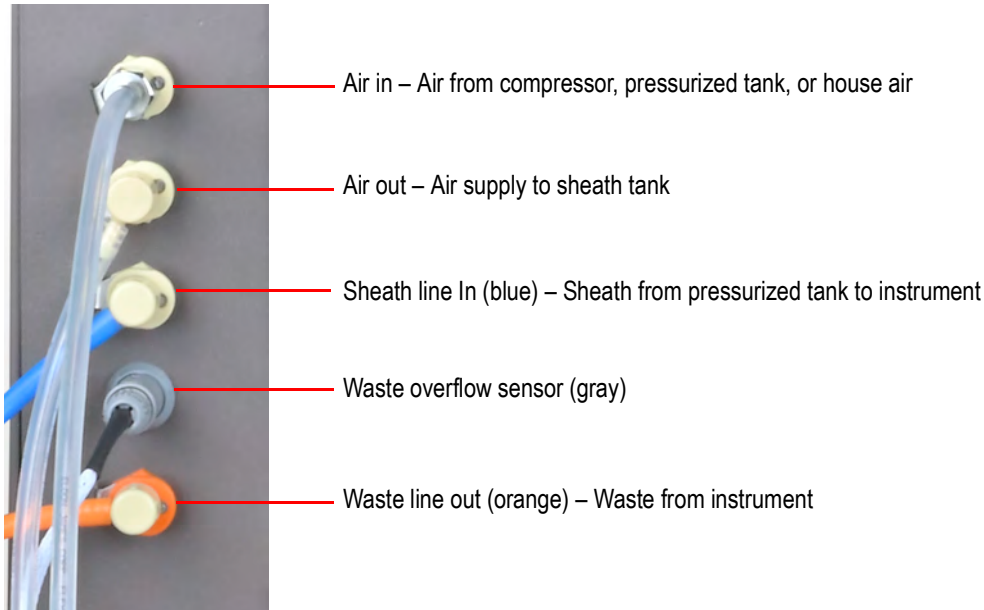 Air in – Air from compressor, pressurized tank, or house air
Air out – Air supply to sheath tank
Sheath line In (blue) – Sheath from pressurized tank to instrument
Waste overflow sensor (gray)
Waste line out (orange) – Waste from instrument